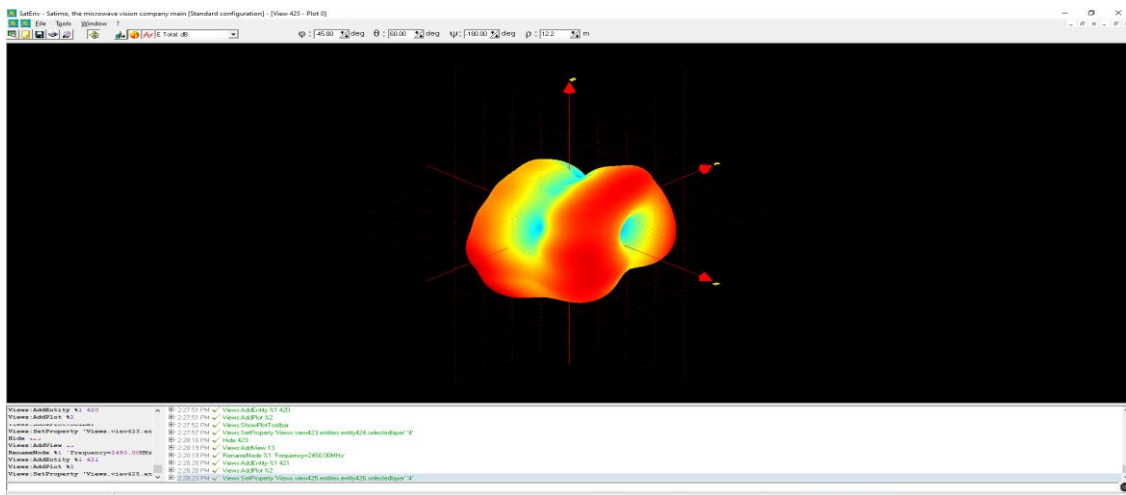 SatEnv - Satimo, the microwave vision company main [Standard configuration] - [View 425 - Plot 0]
File Tools Window ?
E Total dB φ : -45.00 deg θ : 60.00 deg ψ : -180.00 deg ρ : 12.2 m
Views:AddEntity %1 420
Views:AddPlot %2
Views:SetProperty 'Views.view423.en
Hide ...
Views:AddView ...
RenameNode %1 'Frequency=2450.00MHz
Views:AddEntity %1 421
Views:AddPlot %2
Views:SetProperty 'Views.view425.en
2:27:51 PM Views:AddEntity %1 420
2:27:51 PM Views:AddPlot %2
2:27:52 PM Views:ShowPlotToolbar
2:27:57 PM Views:SetProperty 'Views.view423.entities.entity424.selectedlayer' '4'
2:28:16 PM Hide 423
2:28:19 PM Views:AddView 13
2:28:19 PM RenameNode %1 'Frequency=2450.00MHz'
2:28:20 PM Views:AddEntity %1 421
2:28:20 PM Views:AddPlot %2
2:28:23 PM Views:SetProperty 'Views.view425.entities.entity426.selectedlayer' '4'